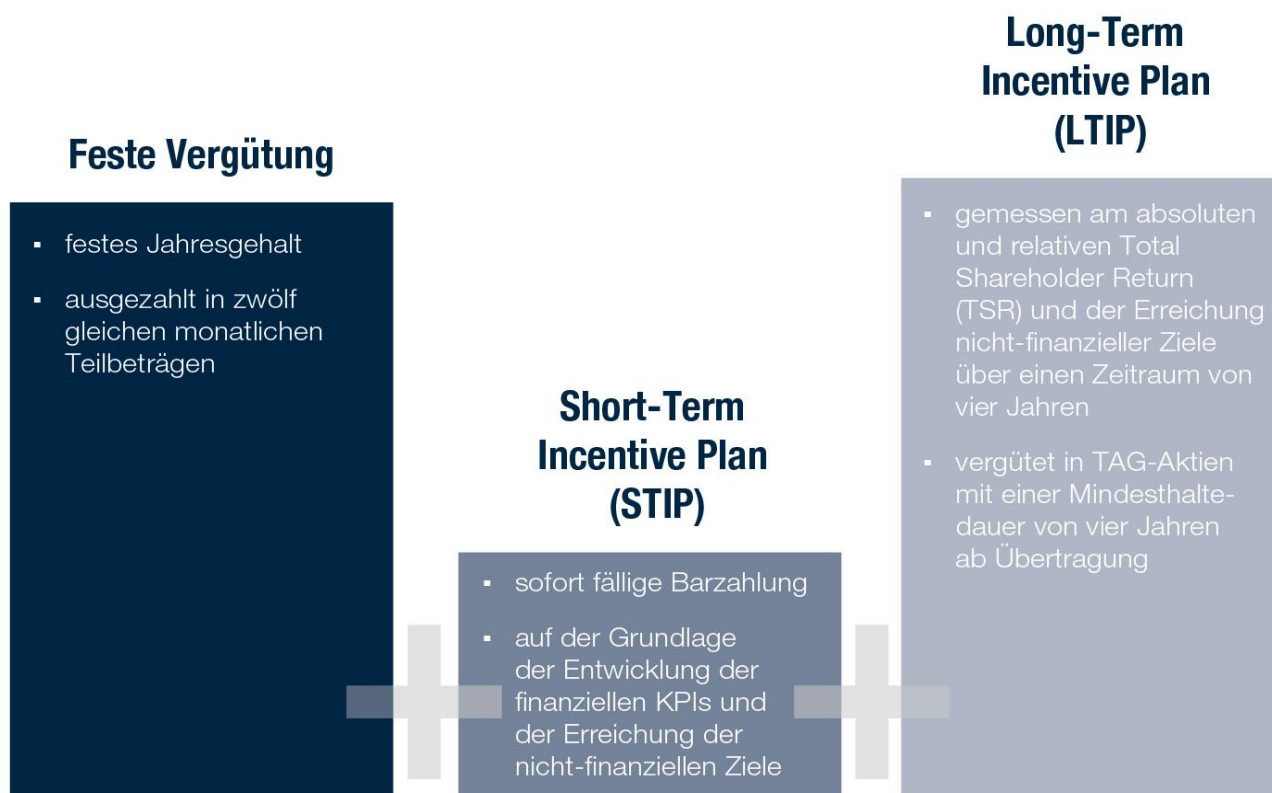 Feste Vergütung
▪ festes Jahresgehalt
▪ ausgezahlt in zwölf
gleichen monatlichen
Teilbeträgen
Short-Term
Incentive Plan
(STIP)
▪ sofort fällige Barzahlung
▪ auf der Grundlage
der Entwicklung der
finanziellen KPIs und
der Erreichung der
nicht-finanziellen Ziele
Long-Term
Incentive Plan
(LTIP)
▪ gemessen am absoluten
und relativen Total
Shareholder Return
(TSR) und der Erreichung
nicht-finanzieller Ziele
über einen Zeitraum von
vier Jahren
▪ vergütet in TAG-Aktien
mit einer Mindesthalte-
dauer von vier Jahren
ab Übertragung